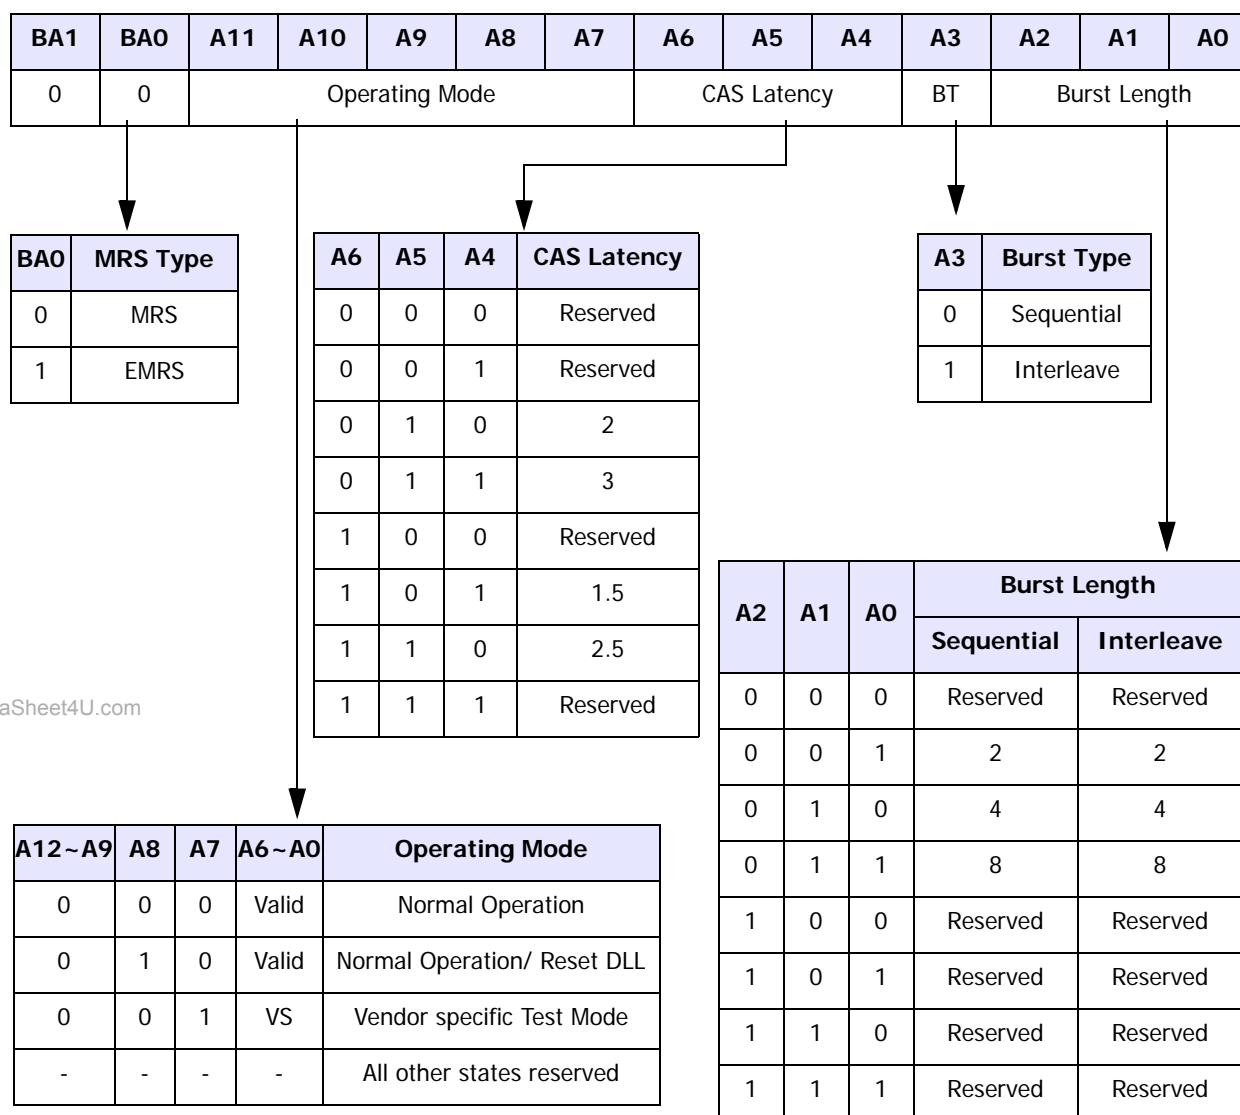 BA1 BA0 A11 A10 A9 A8 A7 A6 A5 A4 A3 A2 A1 A0
0 0 Operating Mode CAS Latency BT Burst Length
BA0 MRS Type
0 MRS
1 EMRS
A6 A5 A4 CAS Latency
0 0 0 Reserved
0 0 1 Reserved
0 1 0 2
0 1 1 3
1 0 0 Reserved
1 0 1 1.5
1 1 0 2.5
1 1 1 Reserved
A3 Burst Type
0 Sequential
1 Interleave
A2 A1 A0 Burst Length
Sequential Interleave
0 0 0 Reserved Reserved
0 0 1 2 2
0 1 0 4 4
0 1 1 8 8
1 0 0 Reserved Reserved
1 0 1 Reserved Reserved
1 1 0 Reserved Reserved
1 1 1 Reserved Reserved
aSheet4U.com
A12~A9 A8 A7 A6~A0 Operating Mode
0 0 0 Valid Normal Operation
0 1 0 Valid Normal Operation/ Reset DLL
0 0 1 VS Vendor specific Test Mode
- - - - All other states reserved